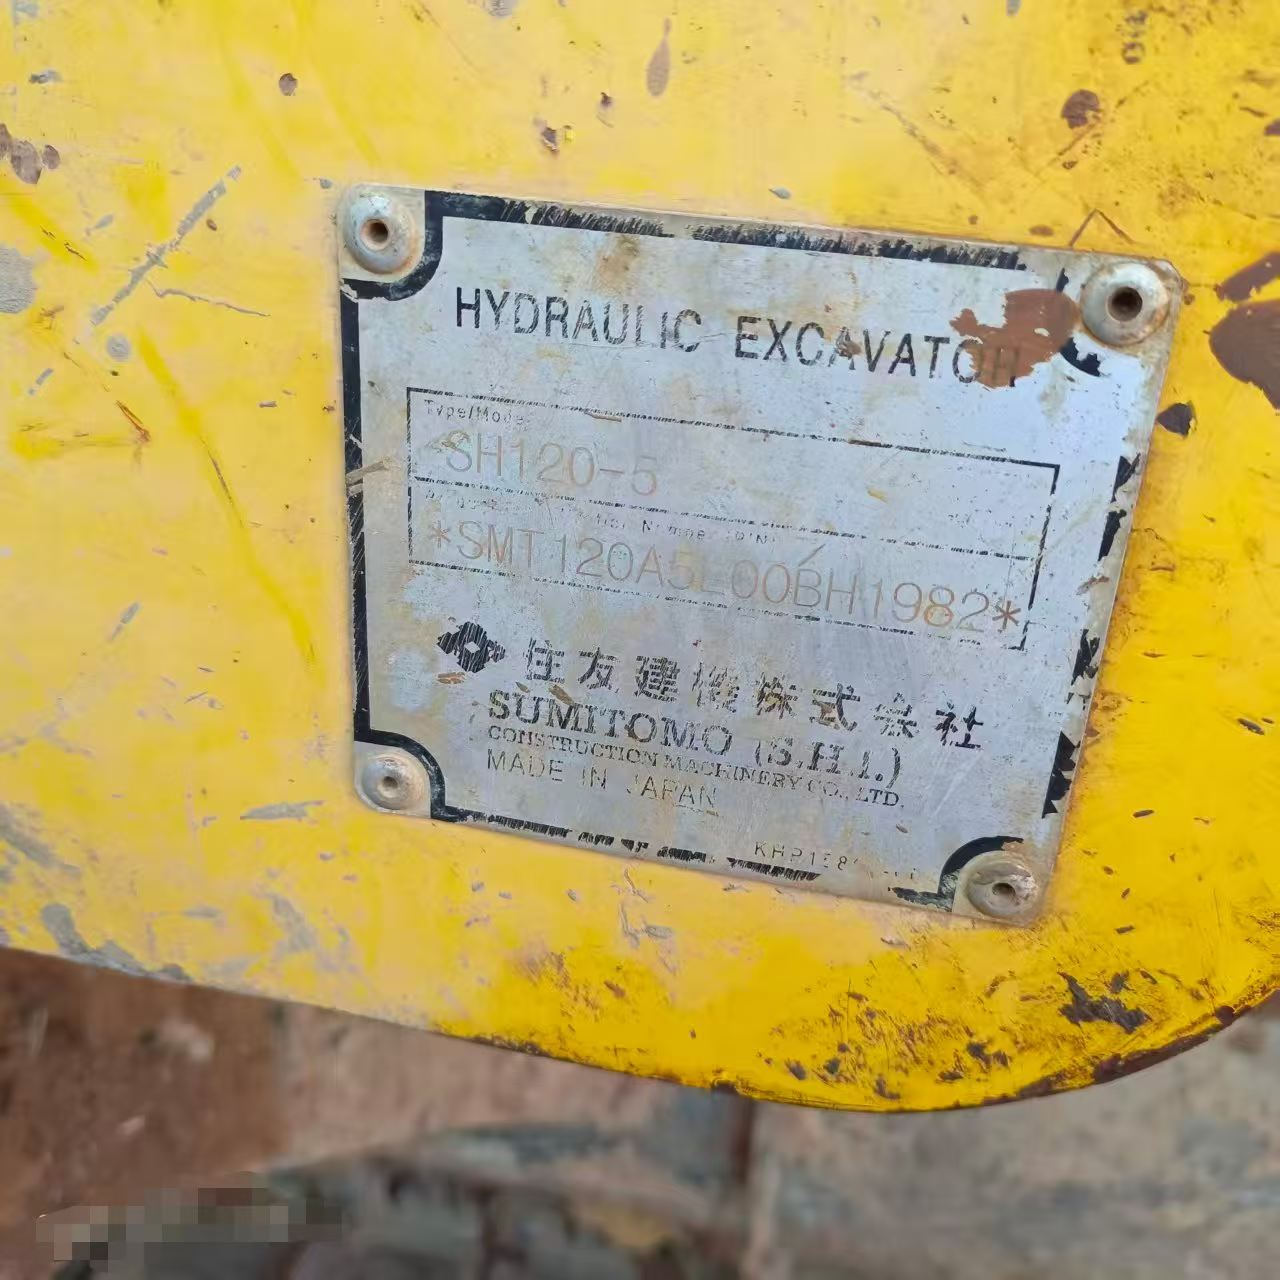 HYDRAULIC EXCAVATOR
Type/Model
SH120-5
*SMT120A5L00BH1982*
住友建機株式会社
SUMITOMO (S.H.I.)
CONSTRUCTION MACHINERY CO., LTD.
MADE IN JAPAN